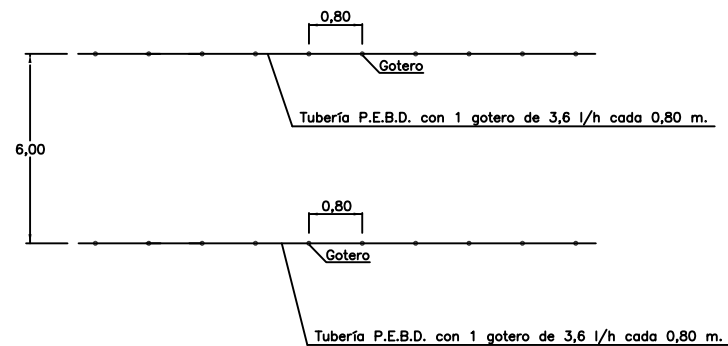 0,80
Gotero
Tubería P.E.B.D. con 1 gotero de 3,6 l/h cada 0,80 m.
6,00
0,80
Gotero
Tubería P.E.B.D. con 1 gotero de 3,6 l/h cada 0,80 m.